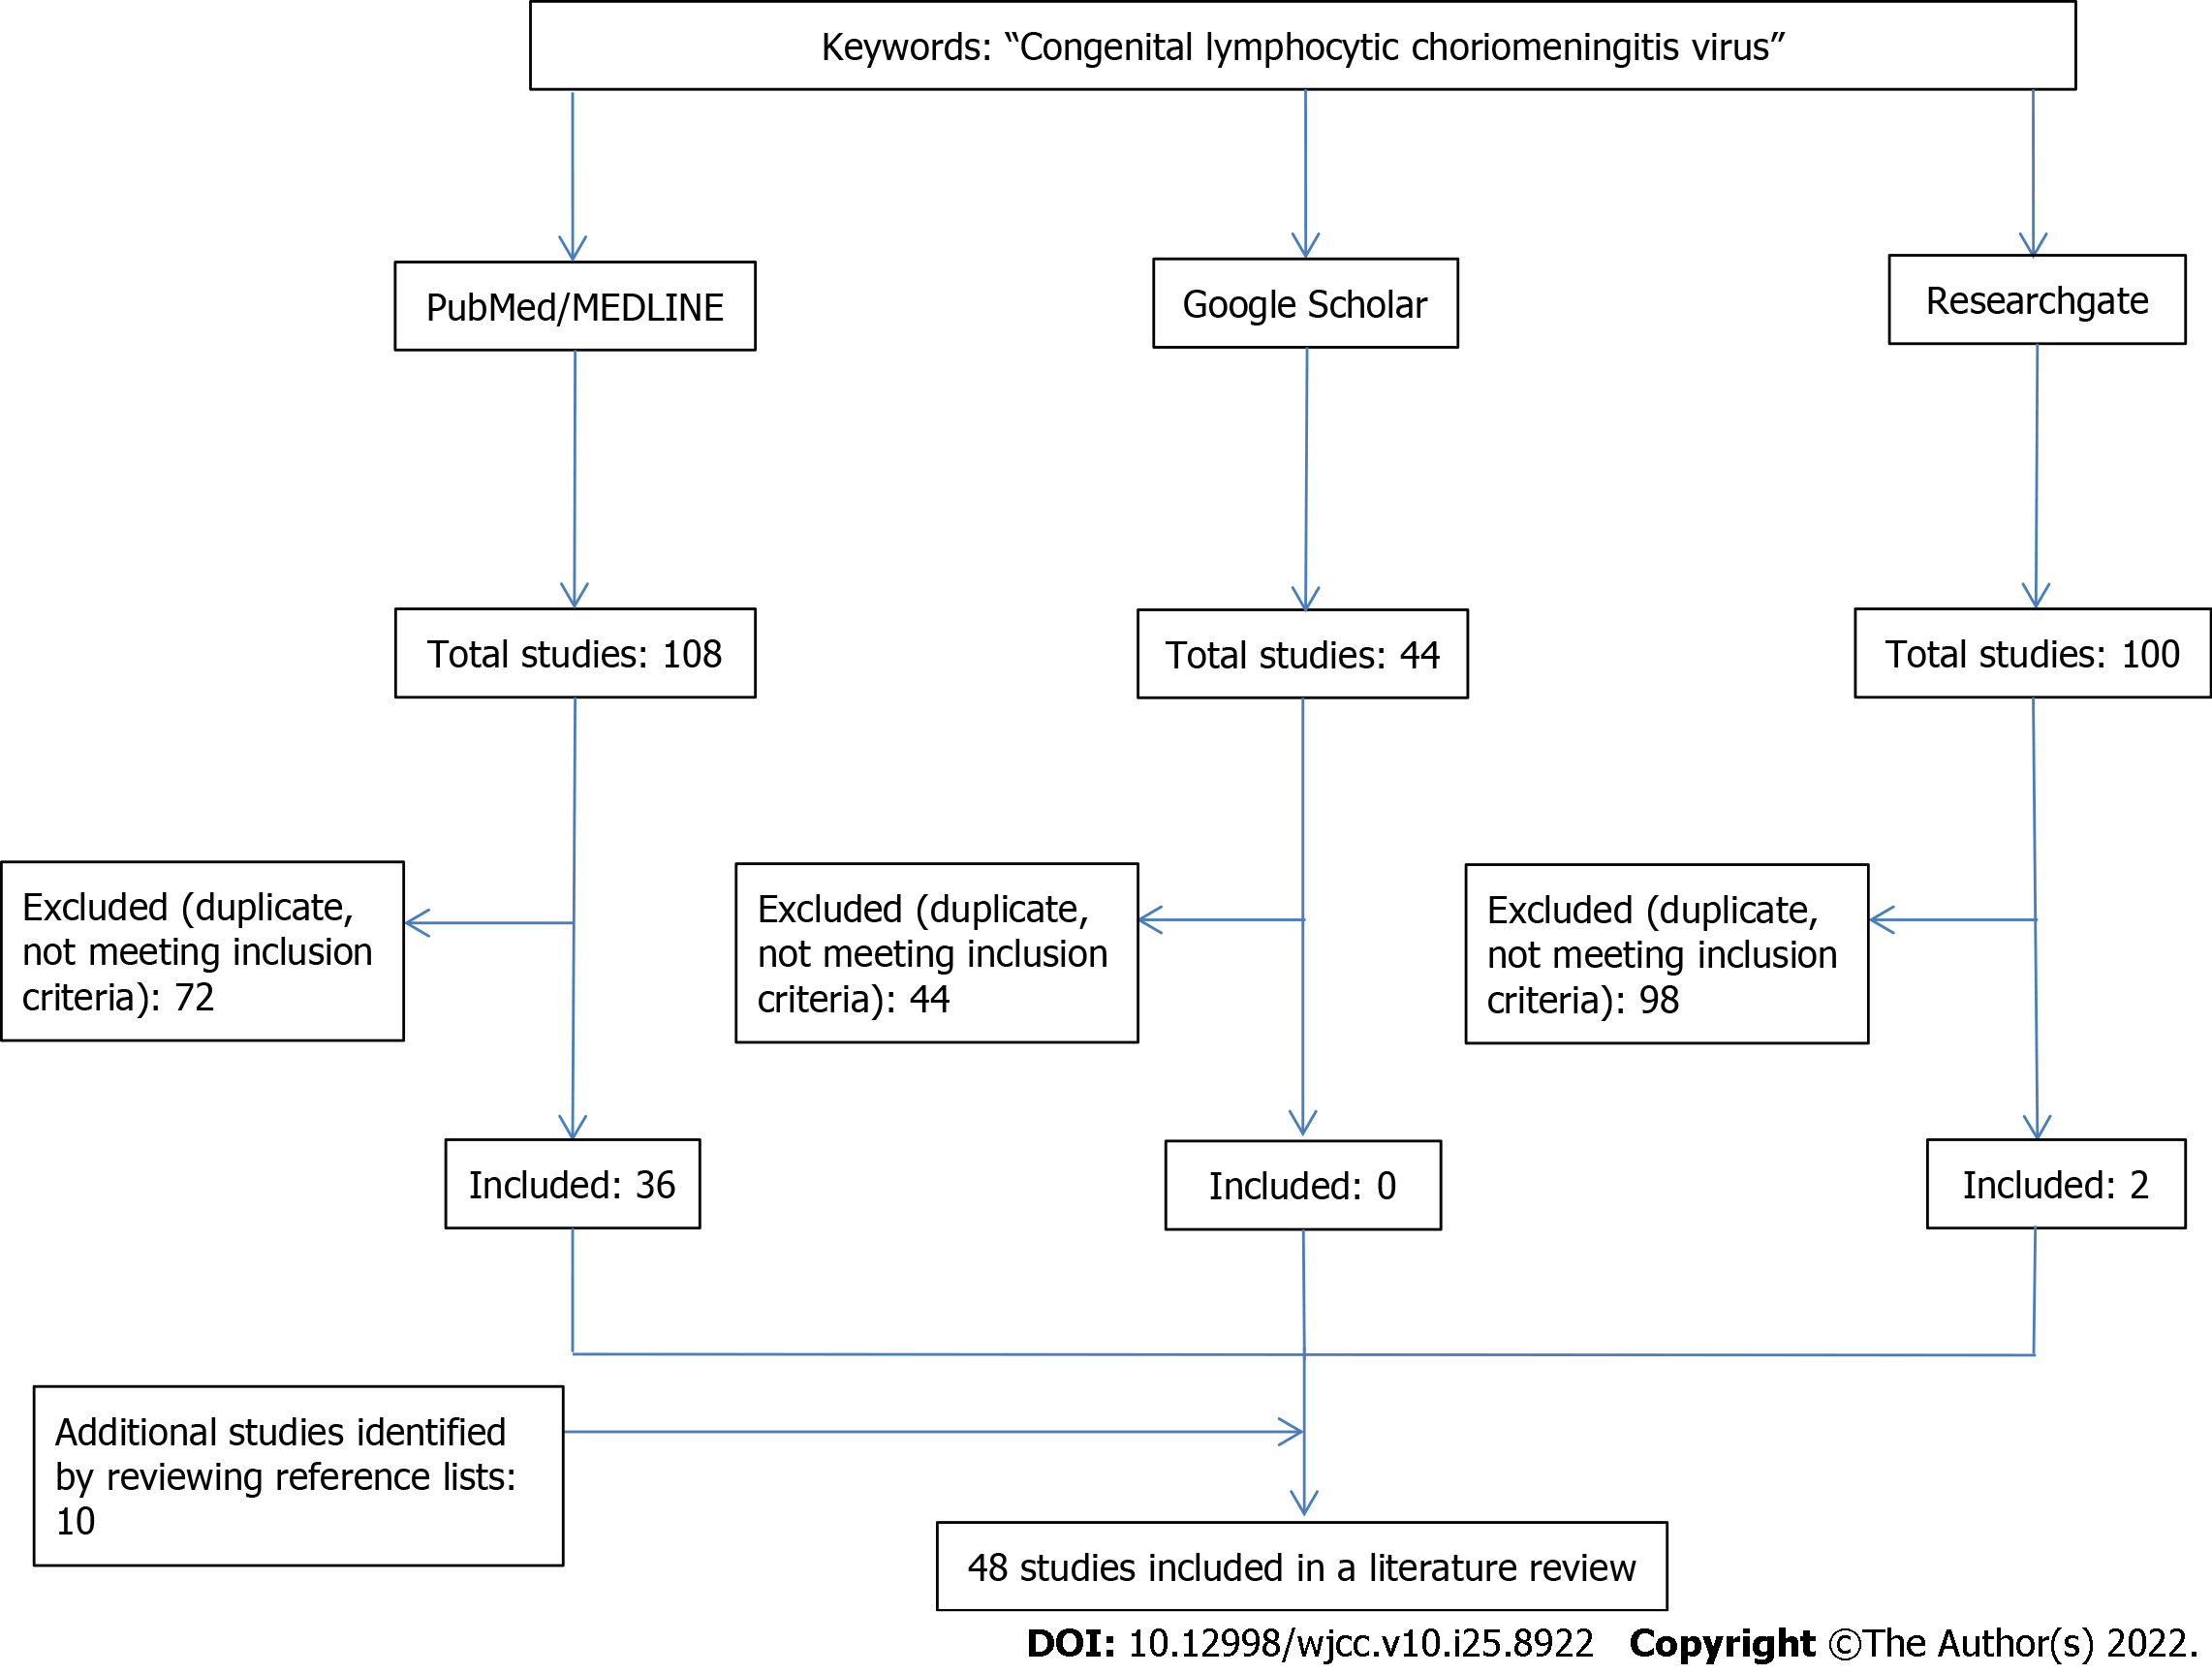 Keywords: “Congenital lymphocytic choriomeningitis virus”
PubMed/MEDLINE
Google Scholar
Researchgate
Total studies: 108
Total studies: 44
Total studies: 100
Excluded (duplicate,
not meeting inclusion
criteria): 72
Excluded (duplicate,
not meeting inclusion
criteria): 44
Excluded (duplicate,
not meeting inclusion
criteria): 98
Included: 36
Included: 0
Included: 2
Additional studies identified
by reviewing reference lists:
10
48 studies included in a literature review
DOI: 10.12998/wjcc.v10.i25.8922 Copyright ©The Author(s) 2022.